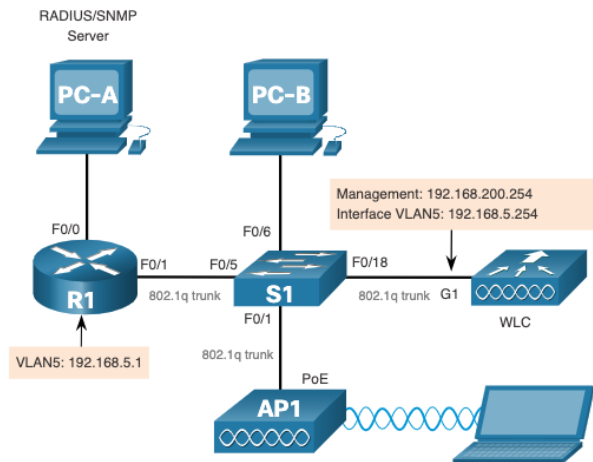 RADIUS/SNMP
Server
PC-A
PC-B
Management: 192.168.200.254
Interface VLAN5: 192.168.5.254
F0/0
F0/6
F0/1
F0/5
F0/18
R1
802.1q trunk
S1
802.1q trunk
G1
WLC
F0/1
VLAN5: 192.168.5.1
802.1q trunk
PoE
AP1